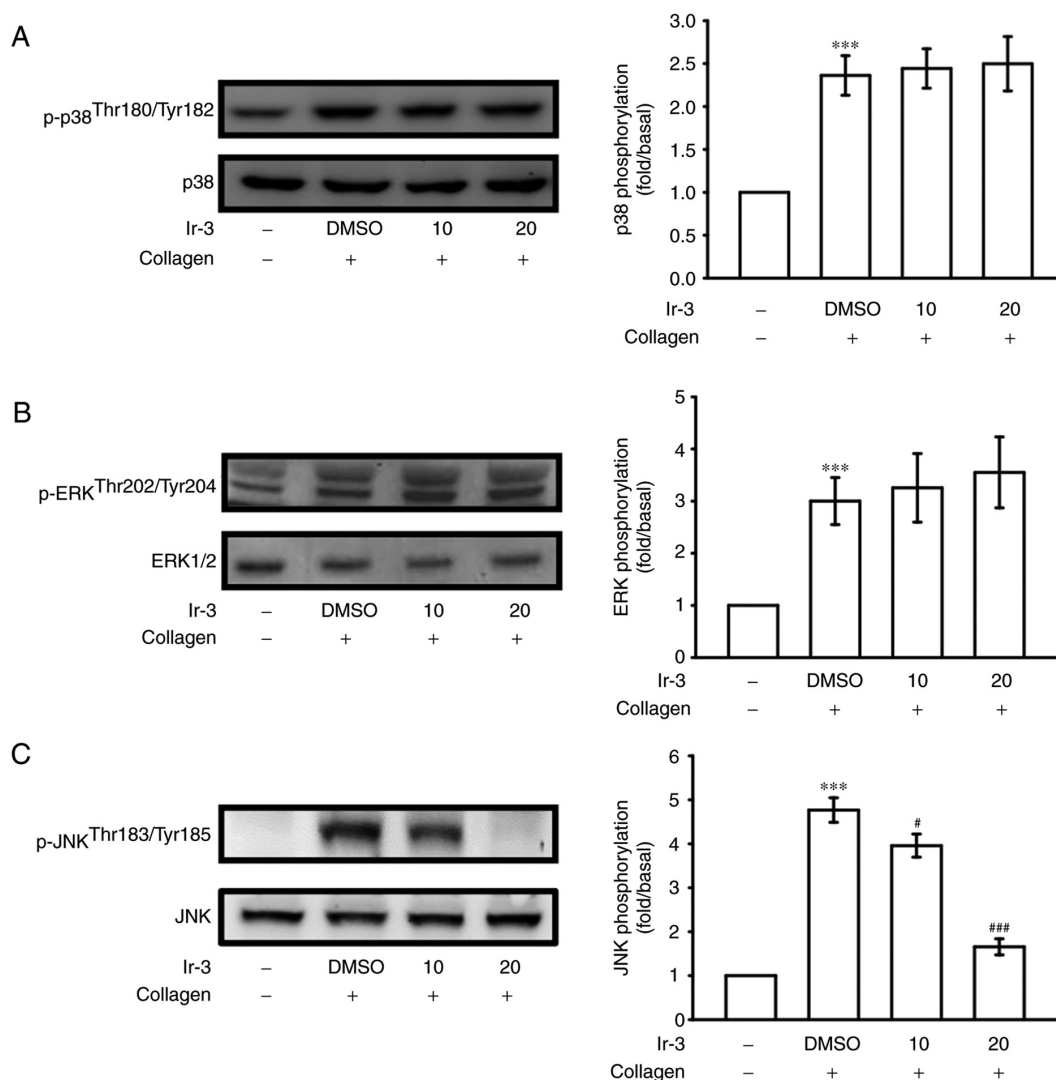 A
p-p38Thr180/Tyr182
p38
Ir-3 – DMSO 10 20
Collagen – + + +
p38 phosphorylation
(fold/basal)
3.0
2.5
2.0
1.5
1.0
0.5
0.0
***
Ir-3 – DMSO 10 20
Collagen – + + +
B
p-ERKThr202/Tyr204
ERK1/2
Ir-3 – DMSO 10 20
Collagen – + + +
ERK phosphorylation
(fold/basal)
5
4
3
2
1
0
***
Ir-3 – DMSO 10 20
Collagen – + + +
C
p-JNKThr183/Tyr185
JNK
Ir-3 – DMSO 10 20
Collagen – + + +
JNK phosphorylation
(fold/basal)
6
5
4
2
1
0
***
#
###
Ir-3 – DMSO 10 20
Collagen – + + +